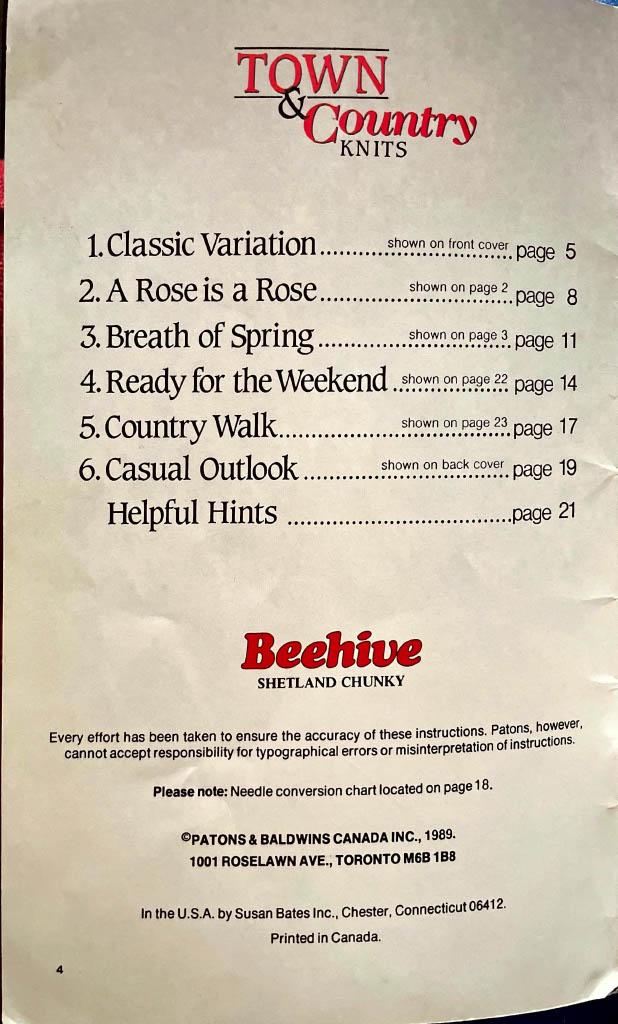 TOWN
& Country
KNITS
1. Classic Variation .......... shown on front cover .......... page 5
2. A Rose is a Rose .......... shown on page 2 .......... page 8
3. Breath of Spring .......... shown on page 3 .......... page 11
4. Ready for the Weekend .......... shown on page 22 .......... page 14
5. Country Walk .......... shown on page 23 .......... page 17
6. Casual Outlook .......... shown on back cover .......... page 19
Helpful Hints .......... page 21
Beehive
SHETLAND CHUNKY
Every effort has been taken to ensure the accuracy of these instructions. Patons, however,
cannot accept responsibility for typographical errors or misinterpretation of instructions.
Please note: Needle conversion chart located on page 18.
©PATONS & BALDWINS CANADA INC., 1989.
1001 ROSELAWN AVE., TORONTO M6B 1B8
In the U.S.A. by Susan Bates Inc., Chester, Connecticut 06412.
Printed in Canada.
4